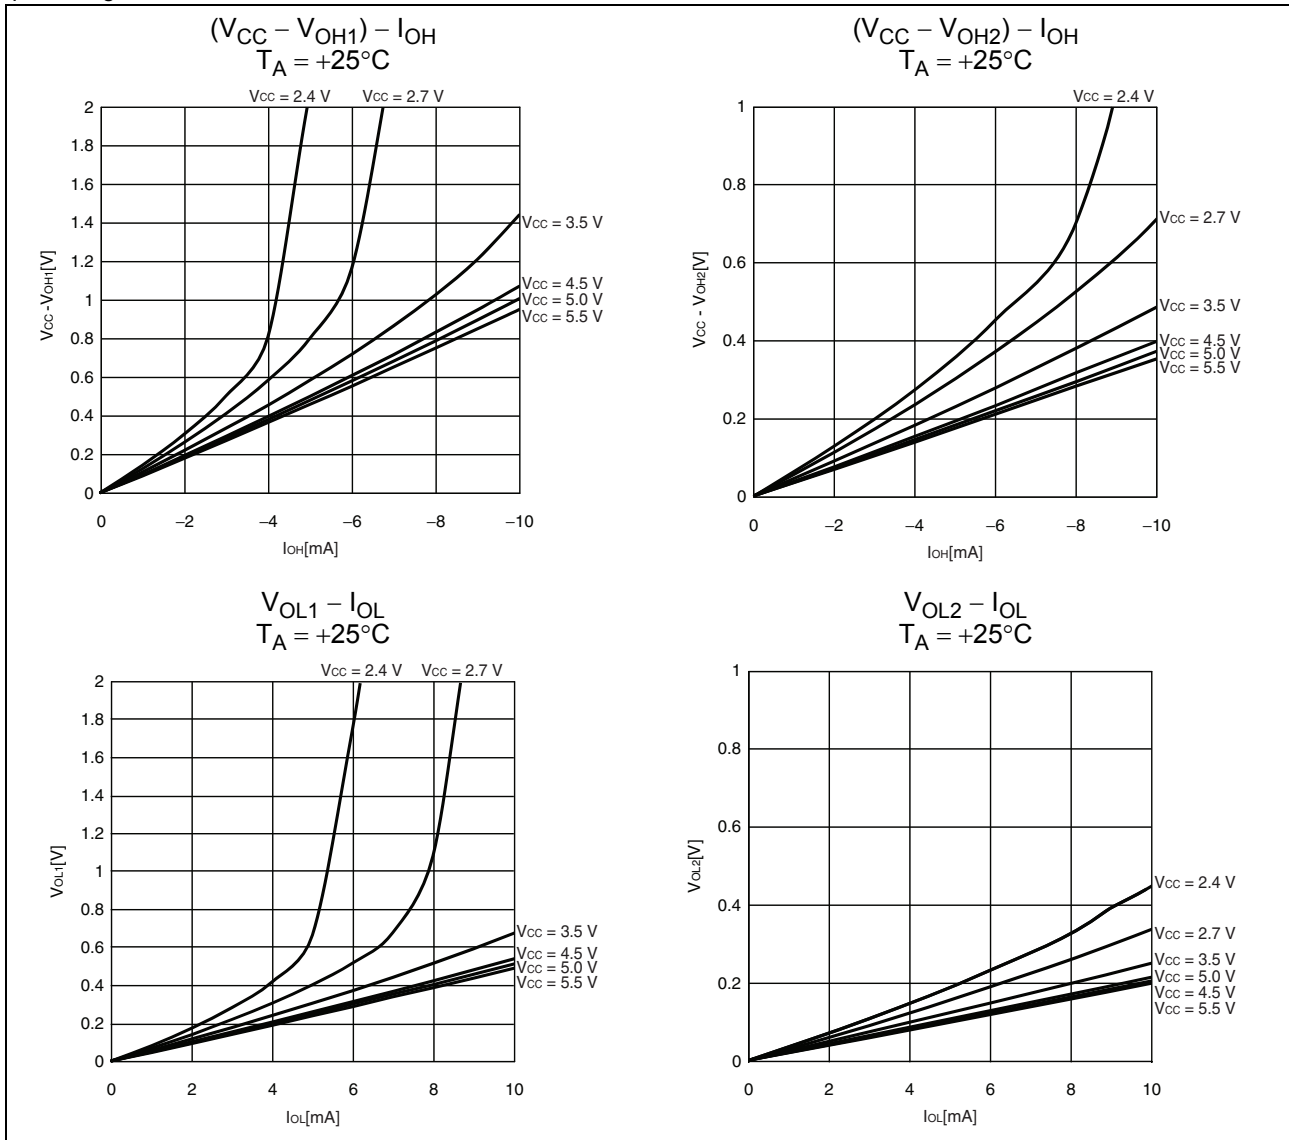 (VCC – VOH1) – IOH
TA = +25°C
Vcc = 2.4 V Vcc = 2.7 V
2
1.8
1.6
1.4
1.2
1
0.8
0.6
0.4
0.2
0
Vcc -VOH1[V]
Vcc = 3.5 V
Vcc = 4.5 V
Vcc = 5.0 V
Vcc = 5.5 V
0 –2 –4 –6 –8 –10
IOH[mA]
(VCC – VOH2) – IOH
TA = +25°C
Vcc = 2.4 V
1
0.8
0.6
0.4
0.2
0
Vcc - VOH2[V]
Vcc = 2.7 V
Vcc = 3.5 V
Vcc = 4.5 V
Vcc = 5.0 V
Vcc = 5.5 V
0 –2 –4 –6 –8 –10
IOH[mA]
VOL1 – IOL
TA = +25°C
Vcc = 2.4 V Vcc = 2.7 V
2
1.8
1.6
1.4
1.2
1
0.8
0.6
0.4
0.2
0
VOL1[V]
Vcc = 3.5 V
Vcc = 4.5 V
Vcc = 5.0 V
Vcc = 5.5 V
0 2 4 6 8 10
IOL[mA]
VOL2 – IOL
TA = +25°C
1
0.8
0.6
0.4
0.2
0
VOL2[V]
Vcc = 2.4 V
Vcc = 2.7 V
Vcc = 3.5 V
Vcc = 5.0 V
Vcc = 4.5 V
Vcc = 5.5 V
0 2 4 6 8 10
IOL[mA]